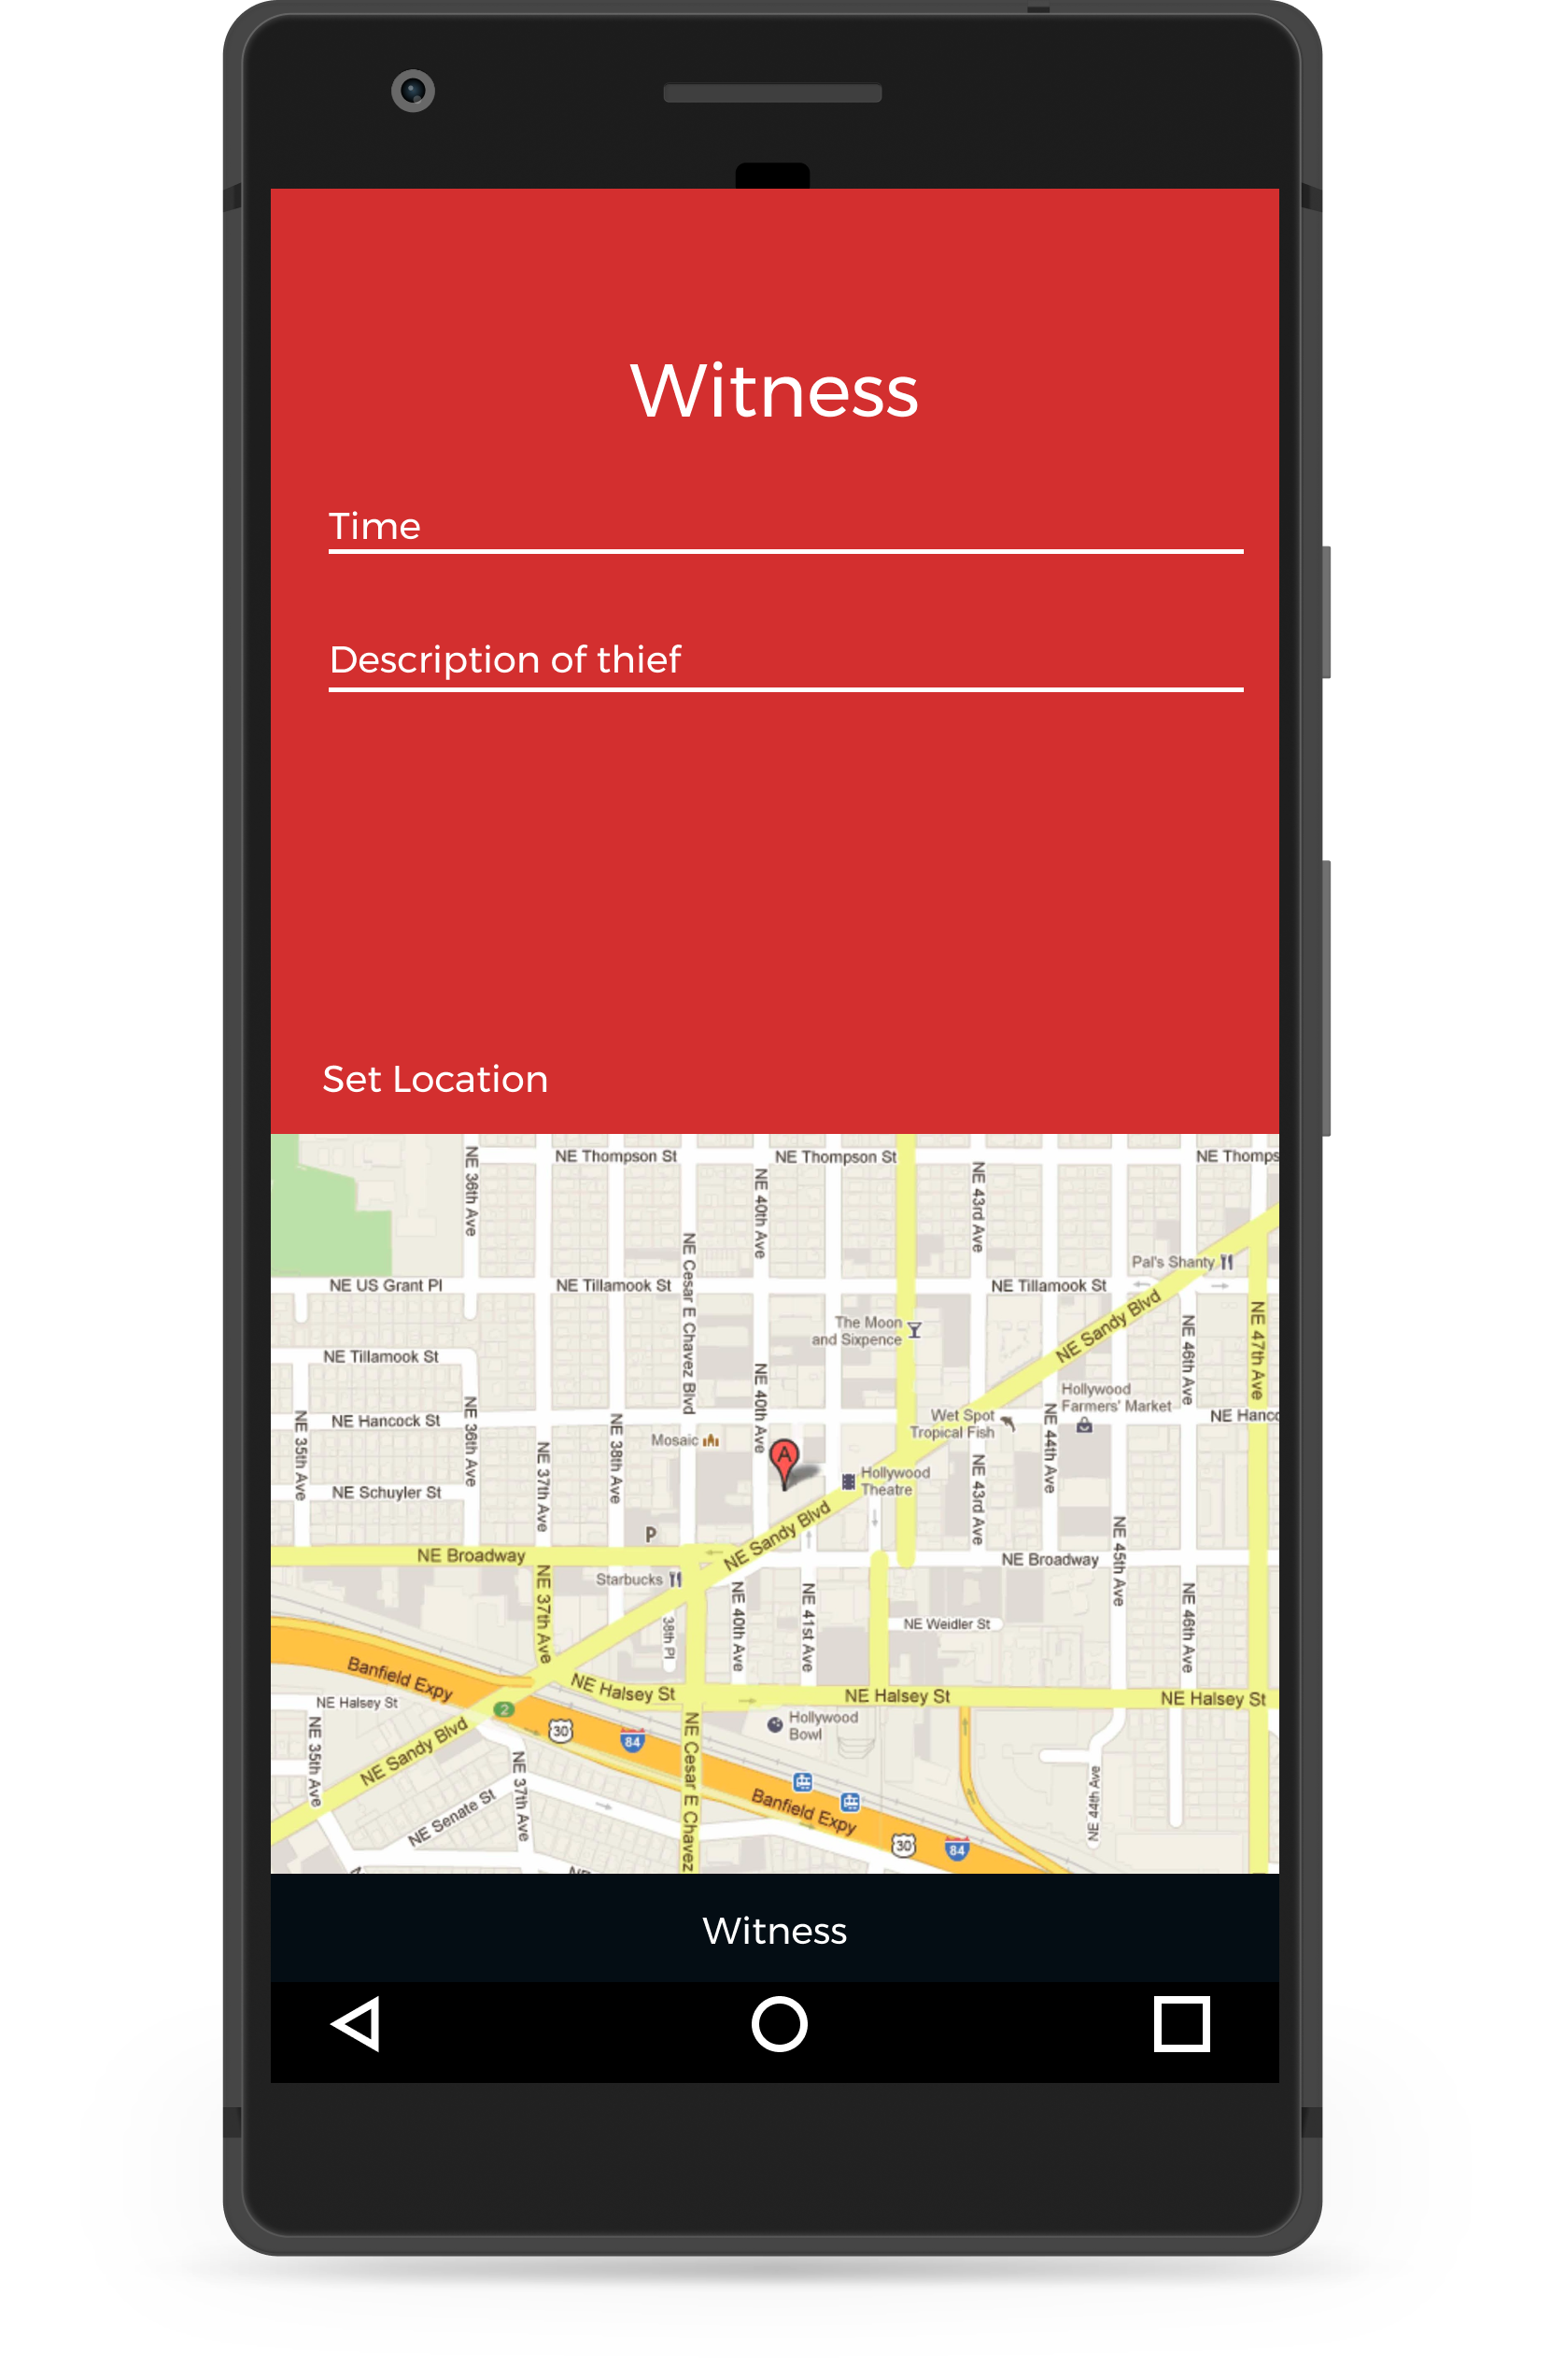 Witness
Time
Description of thief
Set Location
NE Thompson St
NE Thompson St
NE Thomps
NE 36th Ave
NE 40th Ave
NE 43rd Ave
NE Cesar E Chavez Blvd
Pal's Shanty
NE US Grant Pl
NE Tillamook St
NE Tillamook St
NE Sandy Blvd
NE 47th Ave
The Moon
and Sixpence
NE 46th Ave
NE Tillamook St
NE 40th Ave
Hollywood
Farmers' Market
NE 35th Ave
NE Hancock St
NE 36th Ave
NE 38th Ave
Wet Spot
Tropical Fish
NE 44th Ave
NE Hanco
Mosaic
NE 37th Ave
A
Hollywood
Theatre
NE 43rd Ave
NE Schuyler St
NE Sandy Blvd
NE 45th Ave
P
NE Broadway
NE Broadway
Starbucks
NE 37th Ave
38th Pl
NE 40th Ave
NE 41st Ave
NE 46th Ave
NE Weidler St
Banfield Expy
NE Halsey St
NE Halsey St
NE Halsey St
NE Halsey St
2
30
84
Hollywood
Bowl
NE 35th Ave
NE Sandy Blvd
NE 37th Ave
NE Cesar E Chavez
NE 44th Ave
NE Senate St
Banfield Expy
30
84
NE
Witness